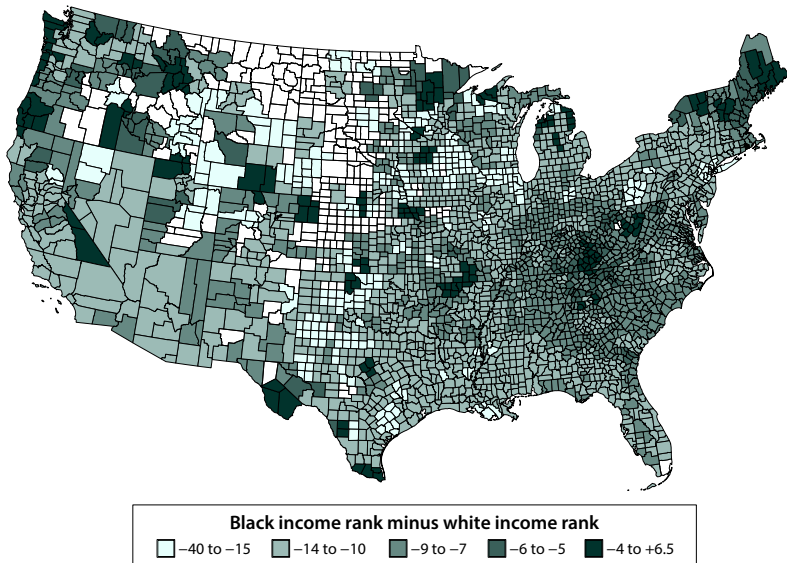 Black income rank minus white income rank
−40 to −15 −14 to −10 −9 to −7 −6 to −5 −4 to +6.5